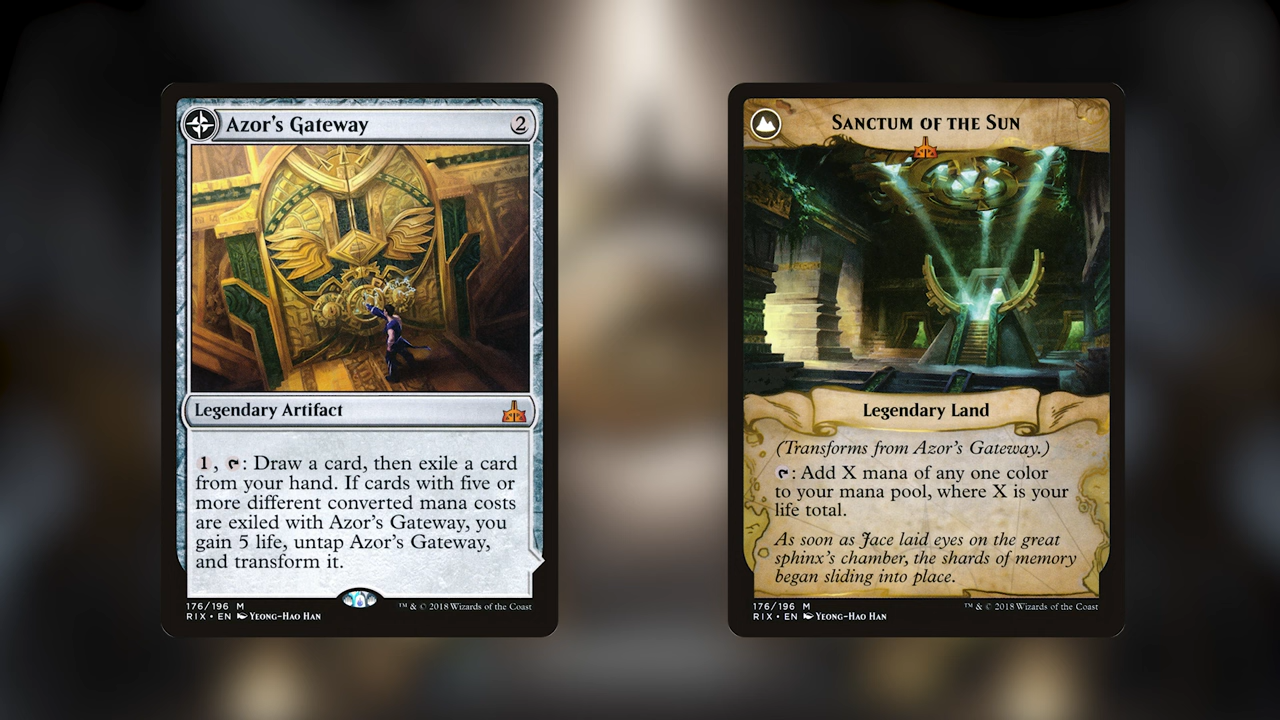 Azor's Gateway 2
Legendary Artifact
1, : Draw a card, then exile a card
from your hand. If cards with five or
more different converted mana costs
are exiled with Azor's Gateway, you
gain 5 life, untap Azor's Gateway,
and transform it.
176/196 M
RIX • EN Yeong-Hao Han
™ & © 2018 Wizards of the Coast
Sanctum of the Sun
Legendary Land
(Transforms from Azor's Gateway.)
: Add X mana of any one color
to your mana pool, where X is your
life total.
As soon as Jace laid eyes on the great
sphinx's chamber, the shards of memory
began sliding into place.
176/196 M
RIX • EN Yeong-Hao Han
™ & © 2018 Wizards of the Coast